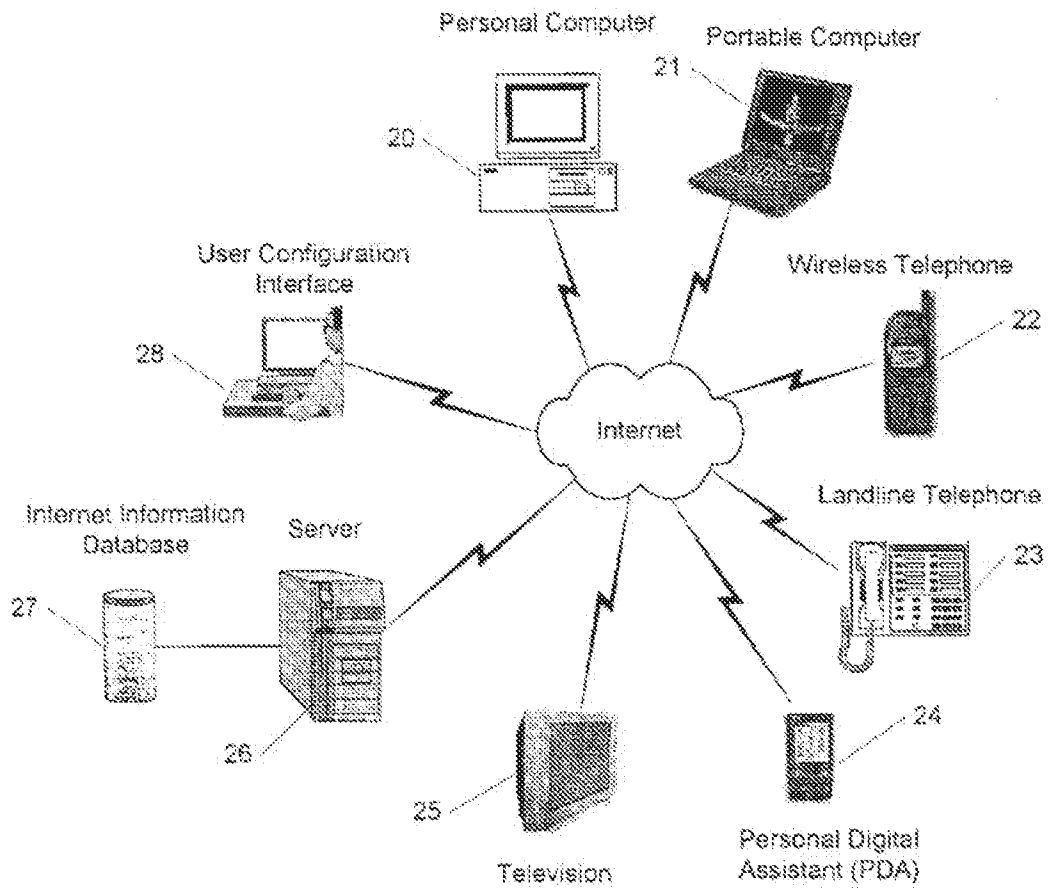 Personal Computer
Portable Computer
21
20
User Configuration
Interface
Wireless Telephone
22
28
Internet
Landline Telephone
Internet Information
Database
Server
23
27
24
26
25
Personal Digital
Assistant (PDA)
Television